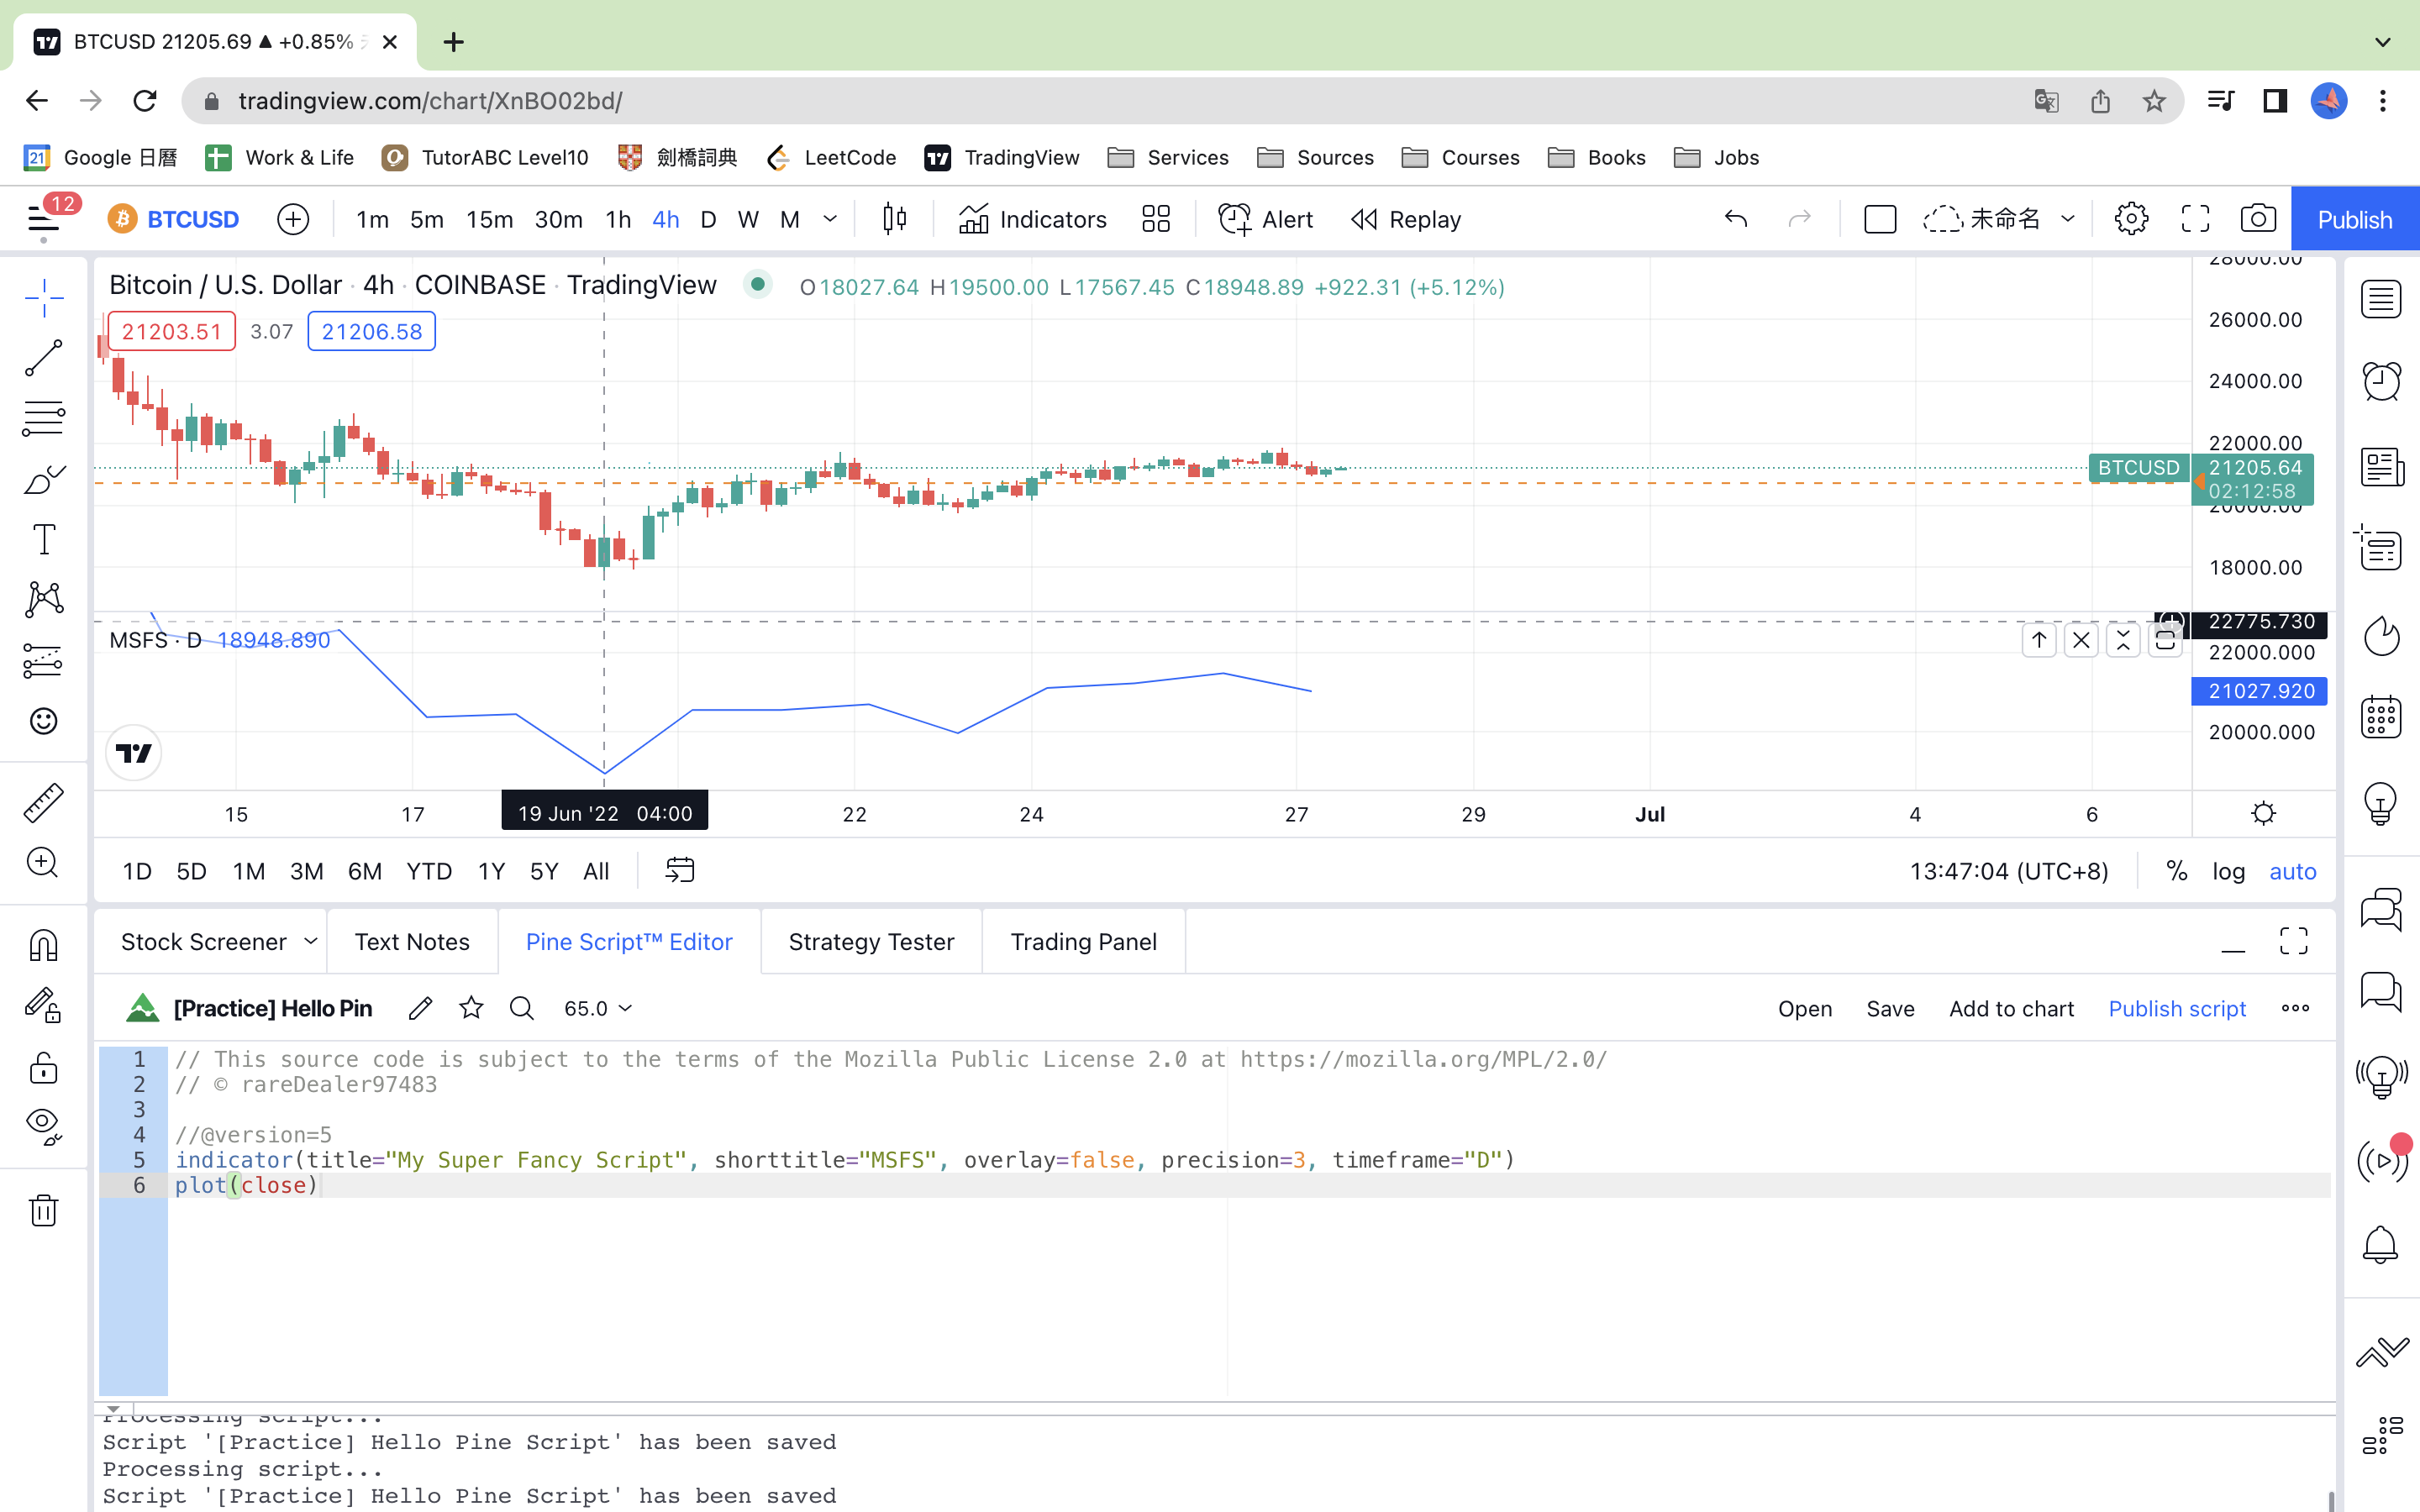 BTCUSD 21205.69 ▲ +0.85%
tradingview.com/chart/XnBO02bd/
21 Google 日曆 Work & Life TutorABC Level10 劍橋詞典 LeetCode TradingView Services Sources Courses Books Jobs
12 BTCUSD 1m 5m 15m 30m 1h 4h D W M Indicators Alert Replay 未命名 Publish
Bitcoin / U.S. Dollar · 4h · COINBASE · TradingView O18027.64 H19500.00 L17567.45 C18948.89 +922.31 (+5.12%)
21203.51 3.07 21206.58
28000.00
26000.00
24000.00
22000.00
BTCUSD 21205.64
02:12:58
20000.00
18000.00
MSFS · D 18948.890
22775.730
22000.000
21027.920
20000.000
15 17 19 Jun '22 04:00 22 24 27 29 Jul 4 6
1D 5D 1M 3M 6M YTD 1Y 5Y All 13:47:04 (UTC+8) % log auto
Stock Screener Text Notes Pine Script™ Editor Strategy Tester Trading Panel
[Practice] Hello Pin 65.0 Open Save Add to chart Publish script
1 // This source code is subject to the terms of the Mozilla Public License 2.0 at https://mozilla.org/MPL/2.0/
2 // © rareDealer97483
3
4 //@version=5
5 indicator(title="My Super Fancy Script", shorttitle="MSFS", overlay=false, precision=3, timeframe="D")
6 plot(close)
Processing script...
Script '[Practice] Hello Pine Script' has been saved
Processing script...
Script '[Practice] Hello Pine Script' has been saved